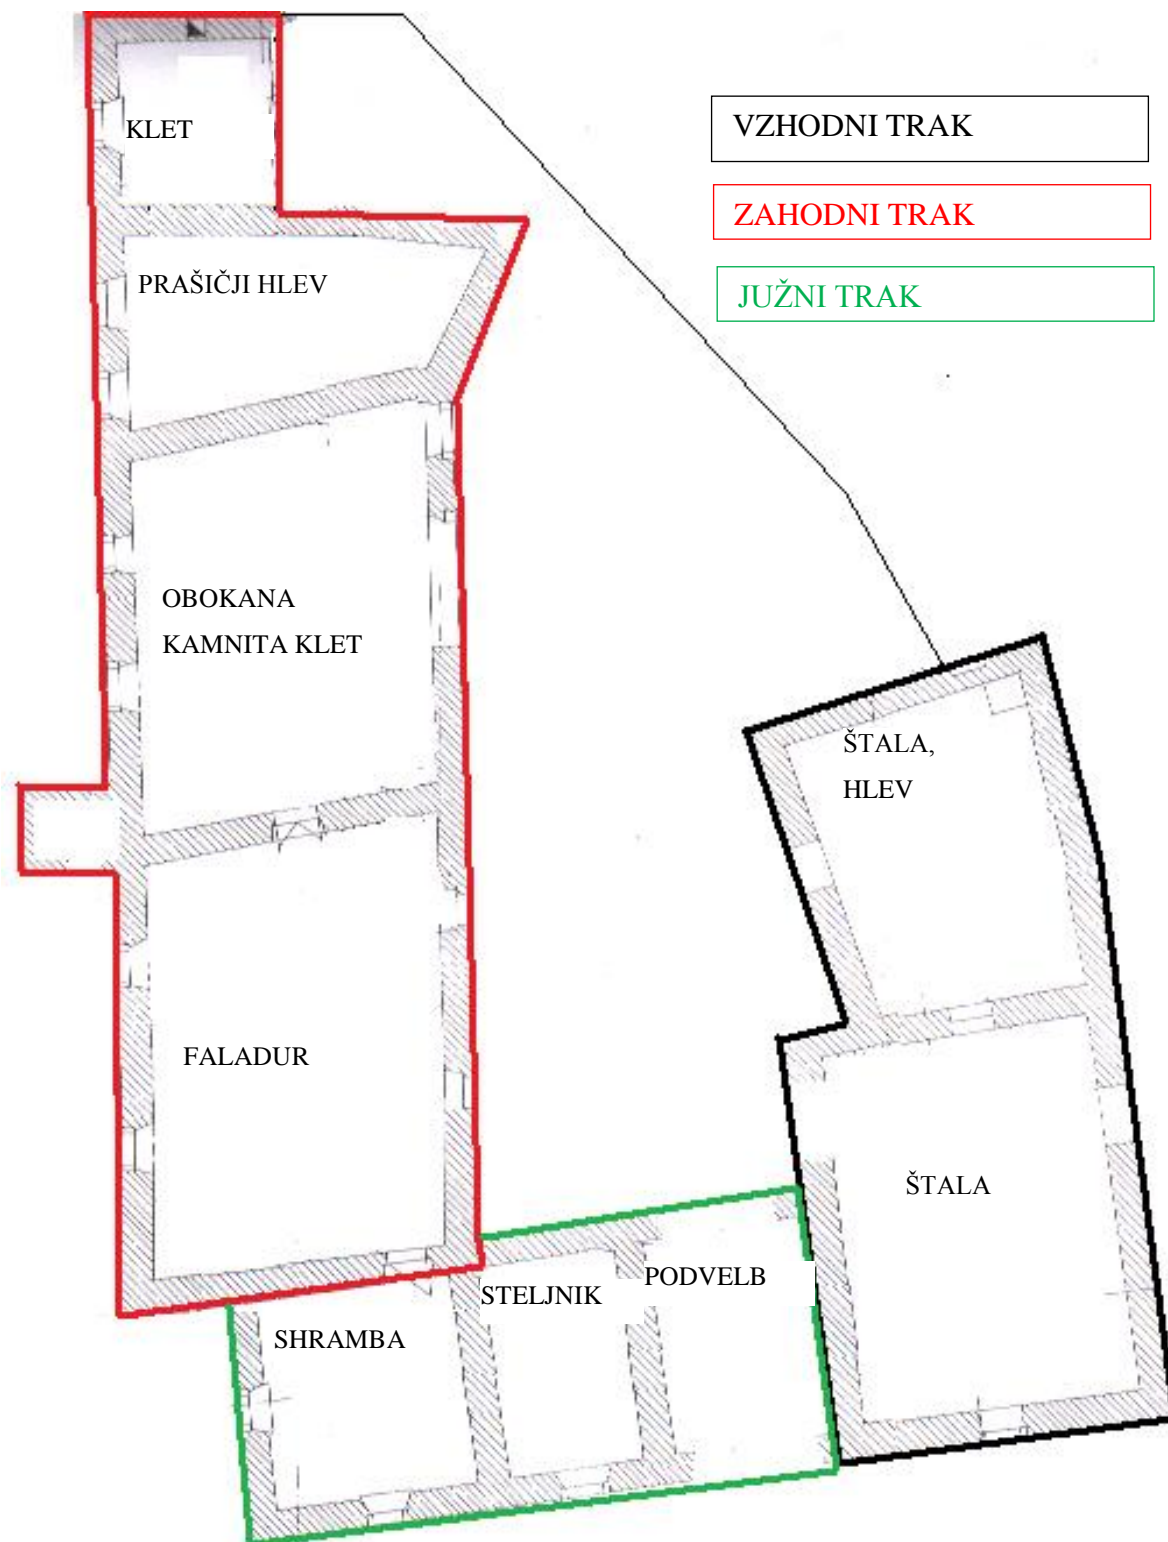 VZHODNI TRAK
ZAHODNI TRAK
JUŽNI TRAK
KLET
PRAŠIČJI HLEV
OBOKANA
KAMNITA KLET
ŠTALA,
HLEV
FALADUR
ŠTALA
PODVELB
STELJNIK
SHRAMBA